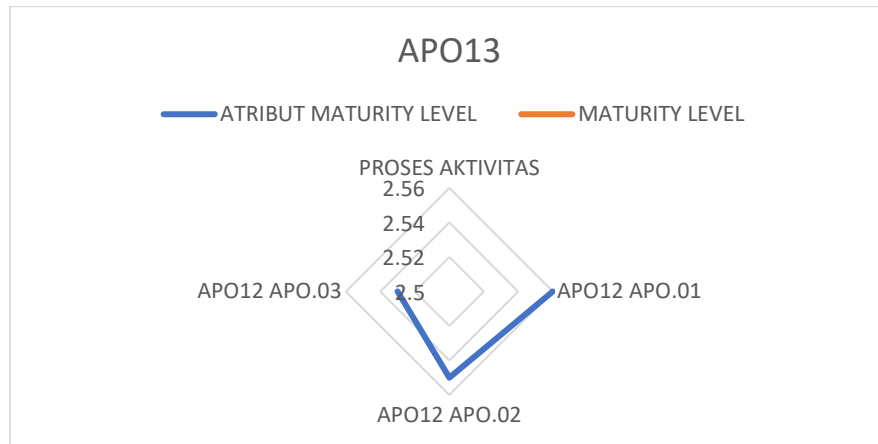 APO13
ATRIBUT MATURITY LEVEL MATURITY LEVEL
PROSES AKTIVITAS
2.56
2.54
2.52
APO12 APO.03 2.5 APO12 APO.01
APO12 APO.02